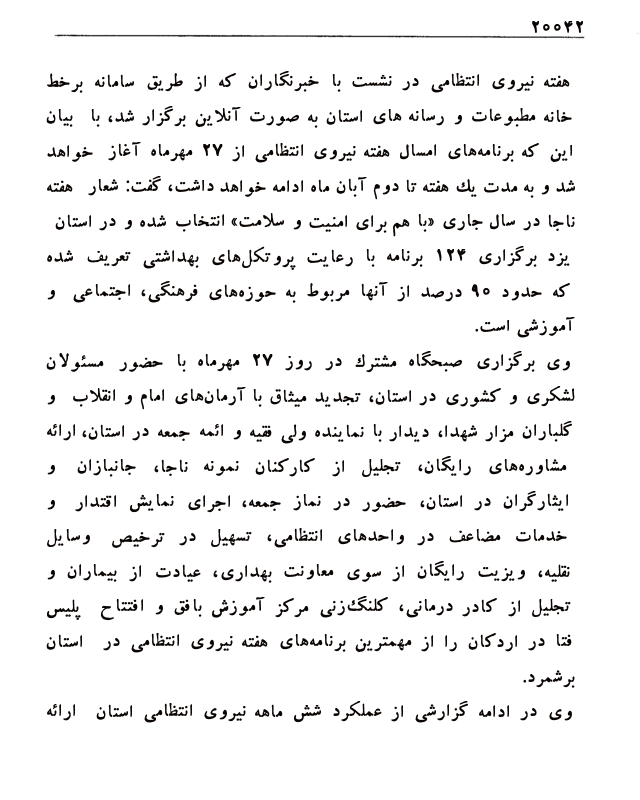 ۲۰۰۴۲
هفته نیروی انتظامی در نشست با خبرنگاران که از طریق سامانه برخط
خانه مطبوعات و رسانه های استان به صورت آنلاین برگزار شد، با بیان
این که برنامه‌های امسال هفته نیروی انتظامی از ۲۷ مهرماه آغاز خواهد
شد و به مدت یك هفته تا دوم آبان ماه ادامه خواهد داشت، گفت: شعار هفته
ناجا در سال جاری «با هم برای امنیت و سلامت» انتخاب شده و در استان
یزد برگزاری ۱۲۴ برنامه با رعایت پروتکل‌های بهداشتی تعریف شده
که حدود ۹۰ درصد از آنها مربوط به حوزه‌های فرهنگی، اجتماعی و
آموزشی است.
وی برگزاری صبحگاه مشترك در روز ۲۷ مهرماه با حضور مسئولان
لشکری و کشوری در استان، تجدید میثاق با آرمان‌های امام و انقلاب و
گلباران مزار شهدا، دیدار با نماینده ولی فقیه و ائمه جمعه در استان، ارائه
مشاوره‌های رایگان، تجلیل از کارکنان نمونه ناجا، جانبازان و
ایثارگران در استان، حضور در نماز جمعه، اجرای نمایش اقتدار و
خدمات مضاعف در واحدهای انتظامی، تسهیل در ترخیص وسایل
نقلیه، ویزیت رایگان از سوی معاونت بهداری، عیادت از بیماران و
تجلیل از کادر درمانی، کلنگ‌زنی مرکز آموزش بافق و افتتاح پلیس
فتا در اردکان را از مهمترین برنامه‌های هفته نیروی انتظامی در استان
برشمرد.
وی در ادامه گزارشی از عملکرد شش ماهه نیروی انتظامی استان ارائه